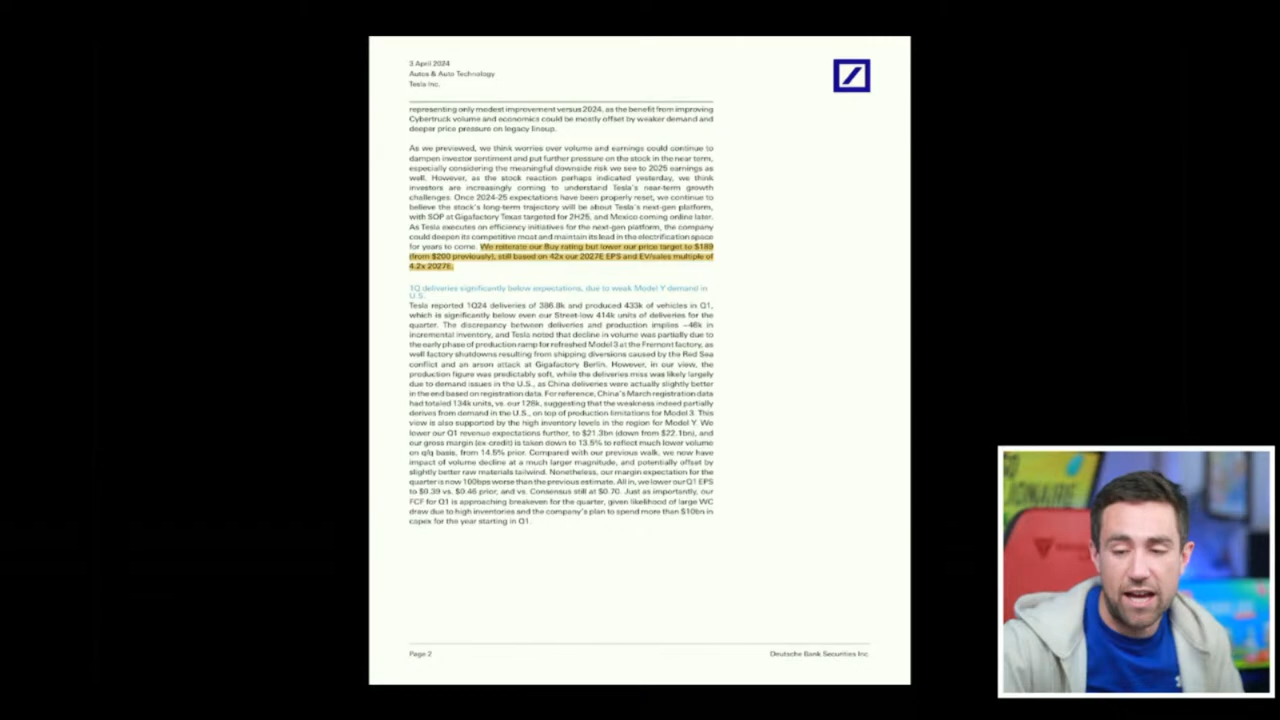 3 April 2024
Autos & Auto Technology
Tesla Inc.
representing only modest improvement versus 2024, as the benefit from improving
Cybertruck volume and economics could be mostly offset by weaker demand and
deeper price pressure on legacy lineup.
As we previewed, we think worries over volume and earnings could continue to
dampen investor sentiment and put further pressure on the stock in the near term,
especially considering the meaningful downside risk we see to 2025 earnings as
well. However, as the stock reaction perhaps indicated yesterday, we think
investors are increasingly coming to understand Tesla's near-term growth
challenges. Once 2024-25 expectations have been properly reset, we continue to
believe the stock's long-term trajectory will be about Tesla's next-gen platform,
with SOP at Gigafactory Texas targeted for 2H25, and Mexico coming online later.
As Tesla executes on efficiency initiatives for the next-gen platform, the company
could deepen its competitive moat and maintain its lead in the electrification space
for years to come. We reiterate our Buy rating but lower our price target to $189
(from $200 previously), still based on 42x our 2027E EPS and EV/sales multiple of
4.2x 2027E.
1Q deliveries significantly below expectations, due to weak Model Y demand in
U.S.
Tesla reported 1Q24 deliveries of 386.8k and produced 433k of vehicles in Q1,
which is significantly below even our Street-low 414k units of deliveries for the
quarter. The discrepancy between deliveries and production implies ~46k in
incremental inventory, and Tesla noted that decline in volume was partially due to
the early phase of production ramp for refreshed Model 3 at the Fremont factory, as
well factory shutdowns resulting from shipping diversions caused by the Red Sea
conflict and an arson attack at Gigafactory Berlin. However, in our view, the
production figure was predictably soft, while the deliveries miss was likely largely
due to demand issues in the U.S., as China deliveries were actually slightly better
in the end based on registration data. For reference, China's March registration data
had totaled 134k units, vs. our 128k, suggesting that the weakness indeed partially
derives from demand in the U.S., on top of production limitations for Model 3. This
view is also supported by the high inventory levels in the region for Model Y. We
lower our Q1 revenue expectations further, to $21.3bn (down from $22.1bn), and
our gross margin (ex-credit) is taken down to 13.5% to reflect much lower volume
on q/q basis, from 14.5% prior. Compared with our previous walk, we now have
impact of volume decline at a much larger magnitude, and potentially offset by
slightly better raw materials tailwind. Nonetheless, our margin expectation for the
quarter is now 100bps worse than the previous estimate. All in, we lower our Q1 EPS
to $0.39 vs. $0.46 prior, and vs. Consensus still at $0.70. Just as importantly, our
FCF for Q1 is approaching breakeven for the quarter, given likelihood of large WC
draw due to high inventories and the company's plan to spend more than $10bn in
capex for the year starting in Q1.
Page 2
Deutsche Bank Securities Inc.